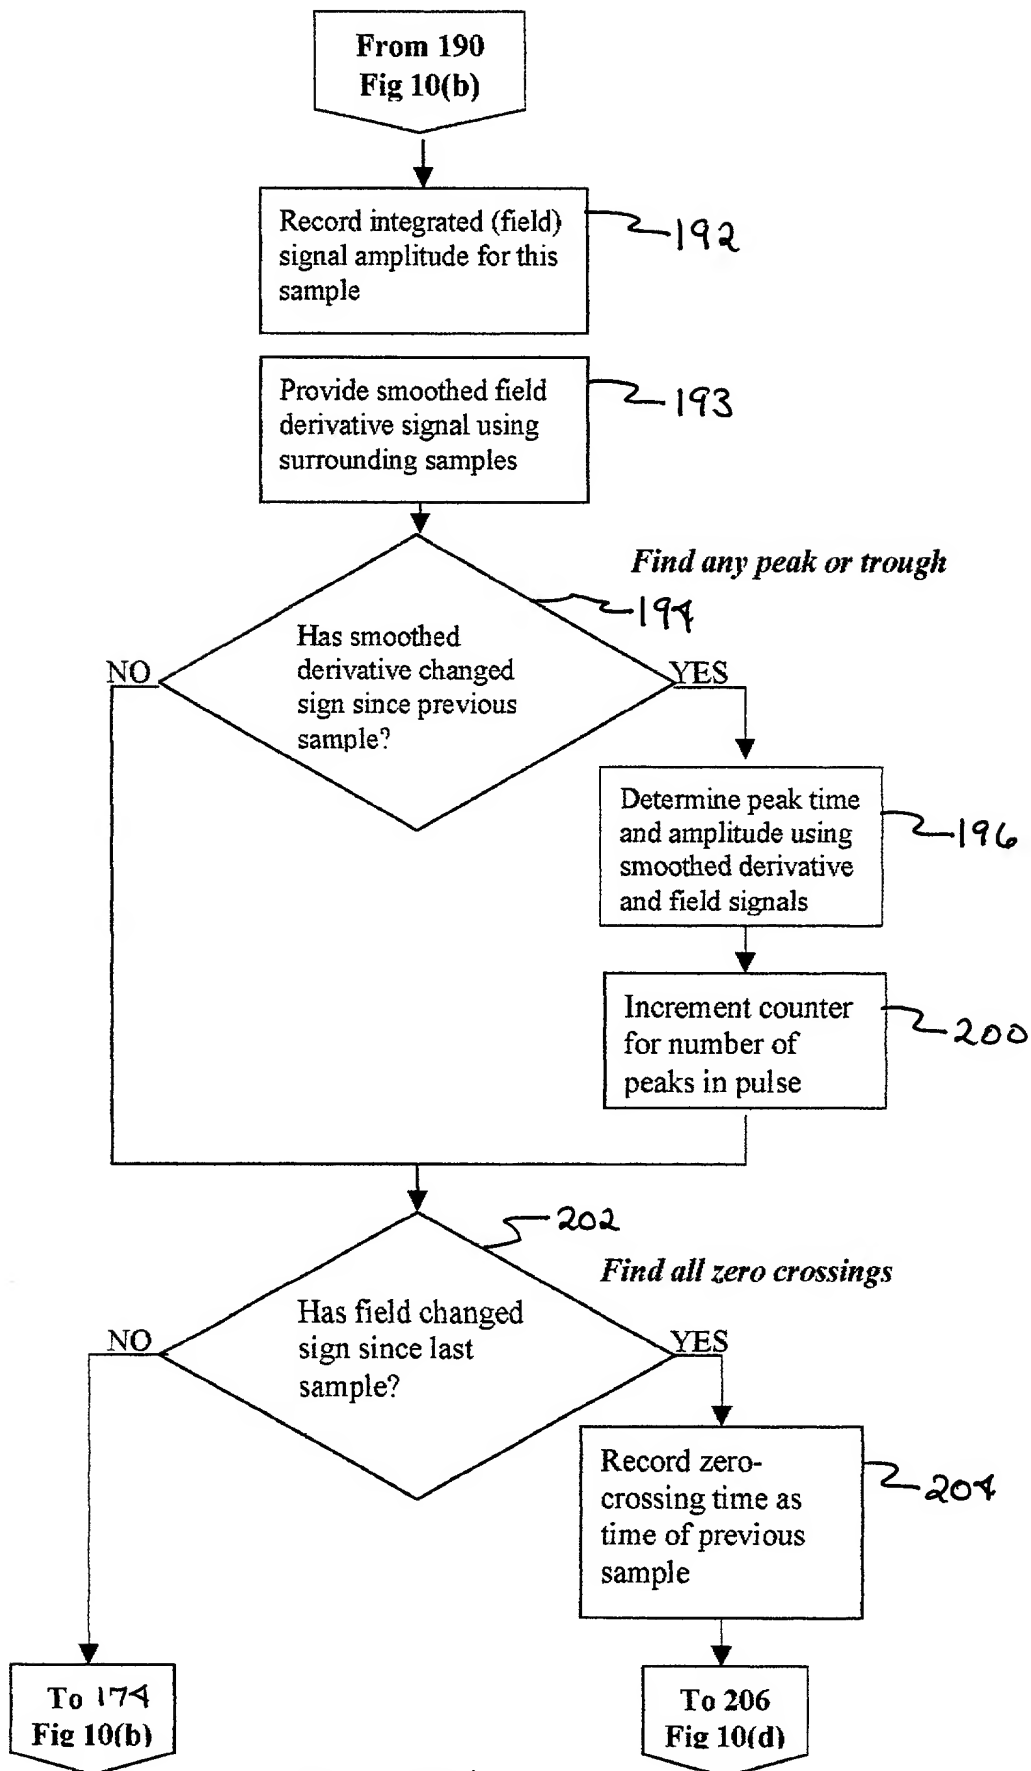 From 190
Fig 10(b)
Record integrated (field)
signal amplitude for this
sample
192
Provide smoothed field
derivative signal using
surrounding samples
193
Find any peak or trough
194
Has smoothed
derivative changed
sign since previous
sample?
NO
YES
Determine peak time
and amplitude using
smoothed derivative
and field signals
196
Increment counter
for number of
peaks in pulse
200
202
Find all zero crossings
Has field changed
sign since last
sample?
NO
YES
Record zero-
crossing time as
time of previous
sample
204
To 174
Fig 10(b)
To 206
Fig 10(d)